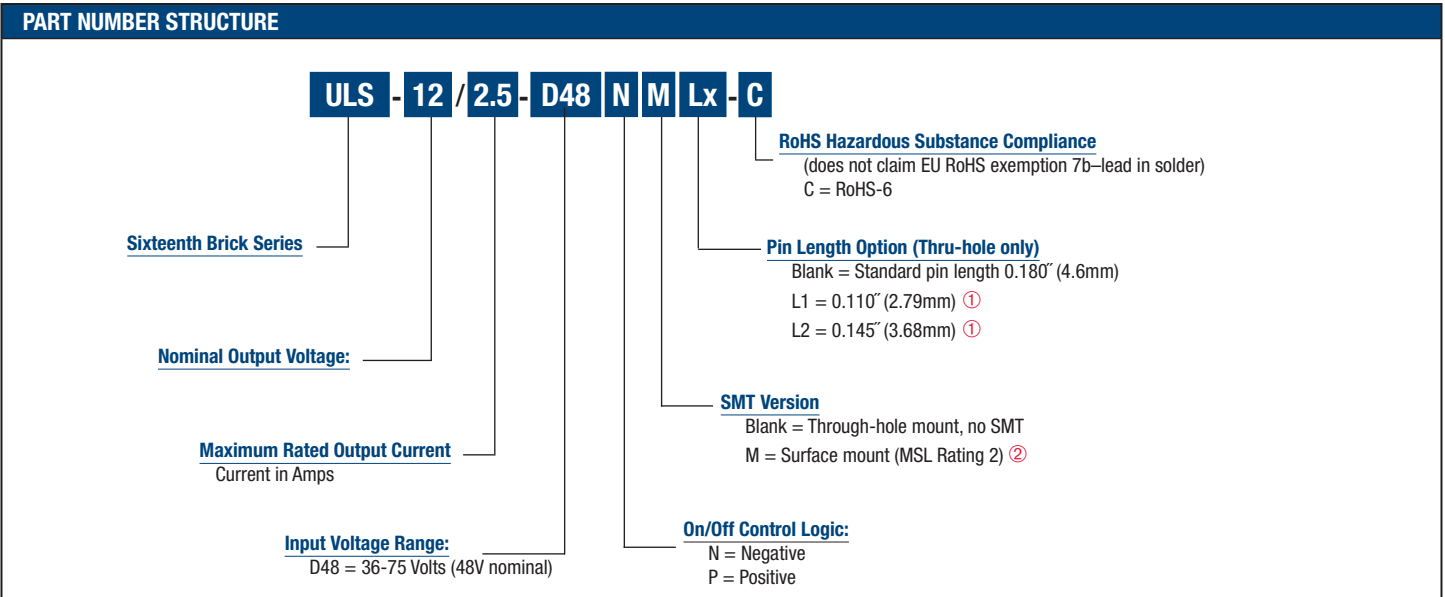 PART NUMBER STRUCTURE
ULS - 12 / 2.5 - D48 N M Lx - C
RoHS Hazardous Substance Compliance
(does not claim EU RoHS exemption 7b–lead in solder)
C = RoHS-6
Sixteenth Brick Series
Pin Length Option (Thru-hole only)
Blank = Standard pin length 0.180˝ (4.6mm)
L1 = 0.110˝ (2.79mm) ①
L2 = 0.145˝ (3.68mm) ①
Nominal Output Voltage:
SMT Version
Blank = Through-hole mount, no SMT
M = Surface mount (MSL Rating 2) ②
Maximum Rated Output Current
Current in Amps
On/Off Control Logic:
N = Negative
P = Positive
Input Voltage Range:
D48 = 36-75 Volts (48V nominal)